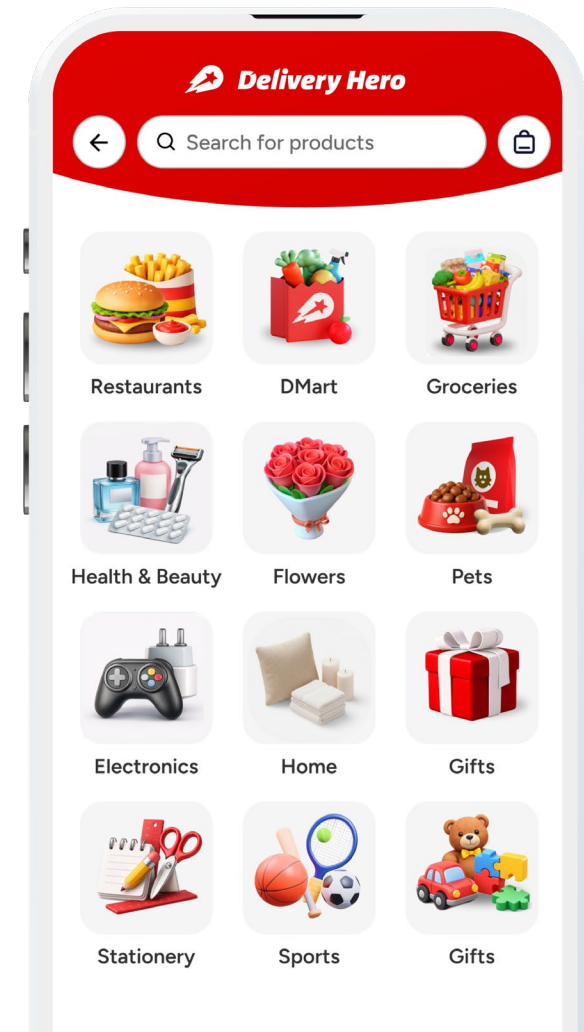 Delivery Hero
Search for products
Restaurants
DMart
Groceries
Health & Beauty
Flowers
Pets
Electronics
Home
Gifts
Stationery
Sports
Gifts